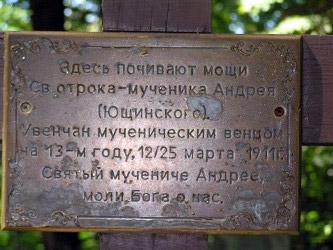 Здесь почивают мощи
Св.отрока-мученика Андрея
(Ющинского).
Увенчан мученическим венцом
на 13-м году, 12/25 марта 1911г.
Святый мучениче Андрее,
моли Бога о нас.